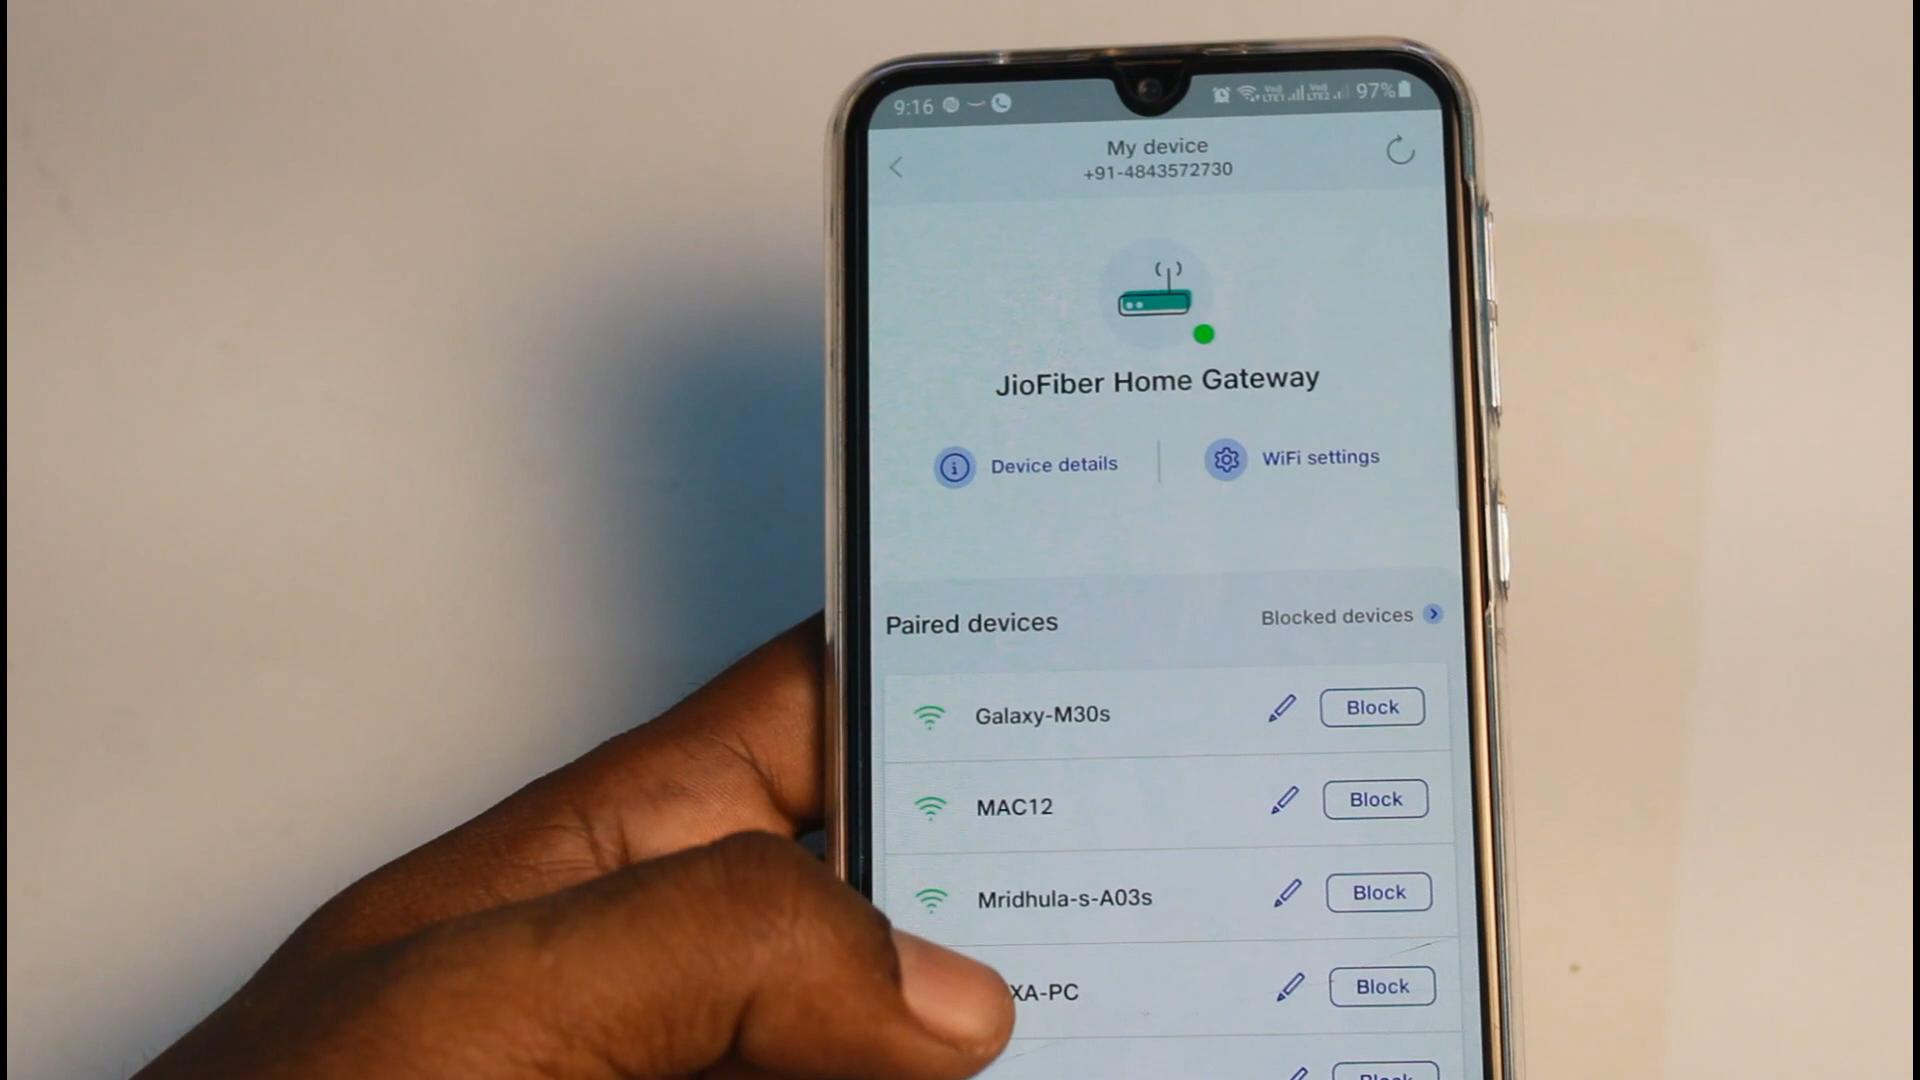 9:16 97%
My device
+91-4843572730
JioFiber Home Gateway
Device details WiFi settings
Paired devices Blocked devices
Galaxy-M30s Block
MAC12 Block
Mridhula-s-A03s Block
XA-PC Block
Block